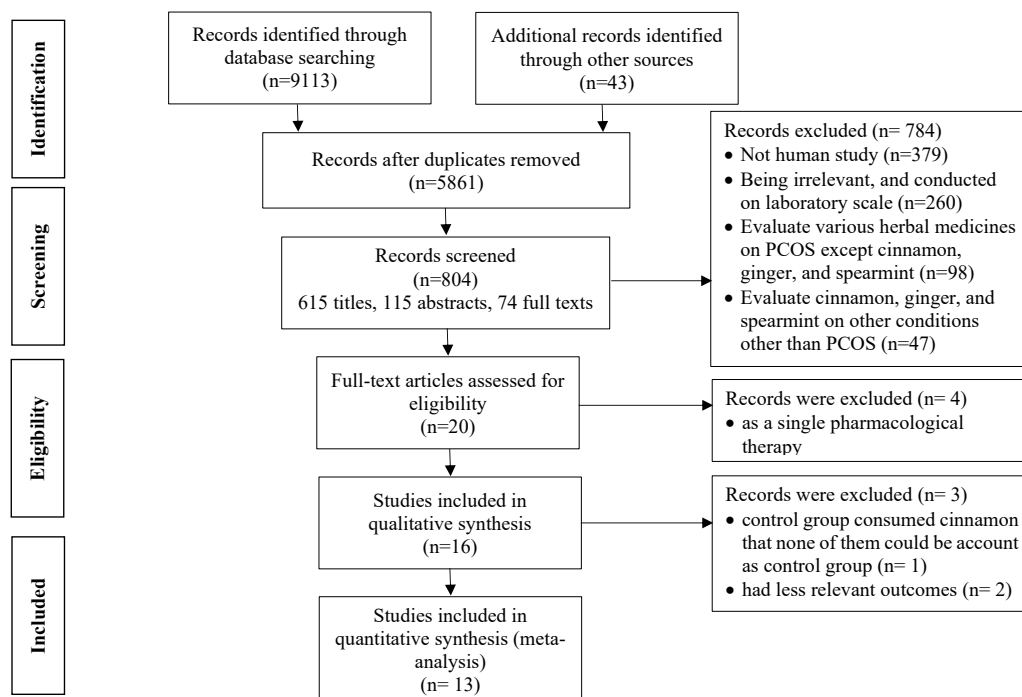 Identification
Records identified through
database searching
(n=9113)
Additional records identified
through other sources
(n=43)
Records after duplicates removed
(n=5861)
Screening
Records screened
(n=804)
615 titles, 115 abstracts, 74 full texts
Records excluded (n= 784)
• Not human study (n=379)
• Being irrelevant, and conducted
on laboratory scale (n=260)
• Evaluate various herbal medicines
on PCOS except cinnamon,
ginger, and spearmint (n=98)
• Evaluate cinnamon, ginger, and
spearmint on other conditions
other than PCOS (n=47)
Eligibility
Full-text articles assessed for
eligibility
(n=20)
Records were excluded (n= 4)
• as a single pharmacological
therapy
Studies included in
qualitative synthesis
(n=16)
Records were excluded (n= 3)
• control group consumed cinnamon
that none of them could be account
as control group (n= 1)
• had less relevant outcomes (n= 2)
Included
Studies included in
quantitative synthesis (meta-
analysis)
(n= 13)